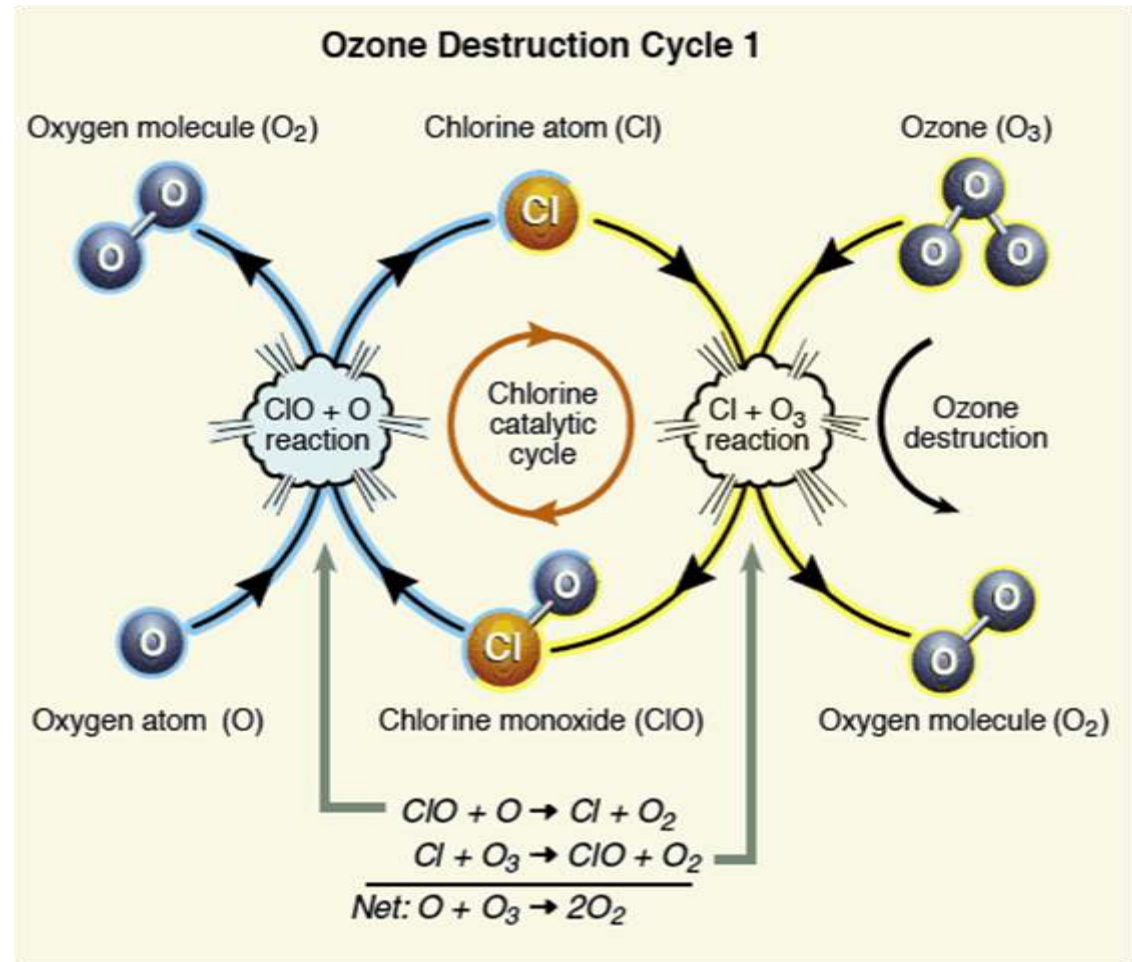 Ozone Destruction Cycle 1
Oxygen molecule (O₂)
Chlorine atom (Cl)
Ozone (O₃)
O
O
Cl
O
O
O
ClO + O
reaction
Chlorine
catalytic
cycle
Cl + O₃
reaction
Ozone
destruction
O
Cl
O
O
O
Oxygen atom (O)
Chlorine monoxide (ClO)
Oxygen molecule (O₂)
ClO + O → Cl + O₂
Cl + O₃ → ClO + O₂
Net: O + O₃ → 2O₂